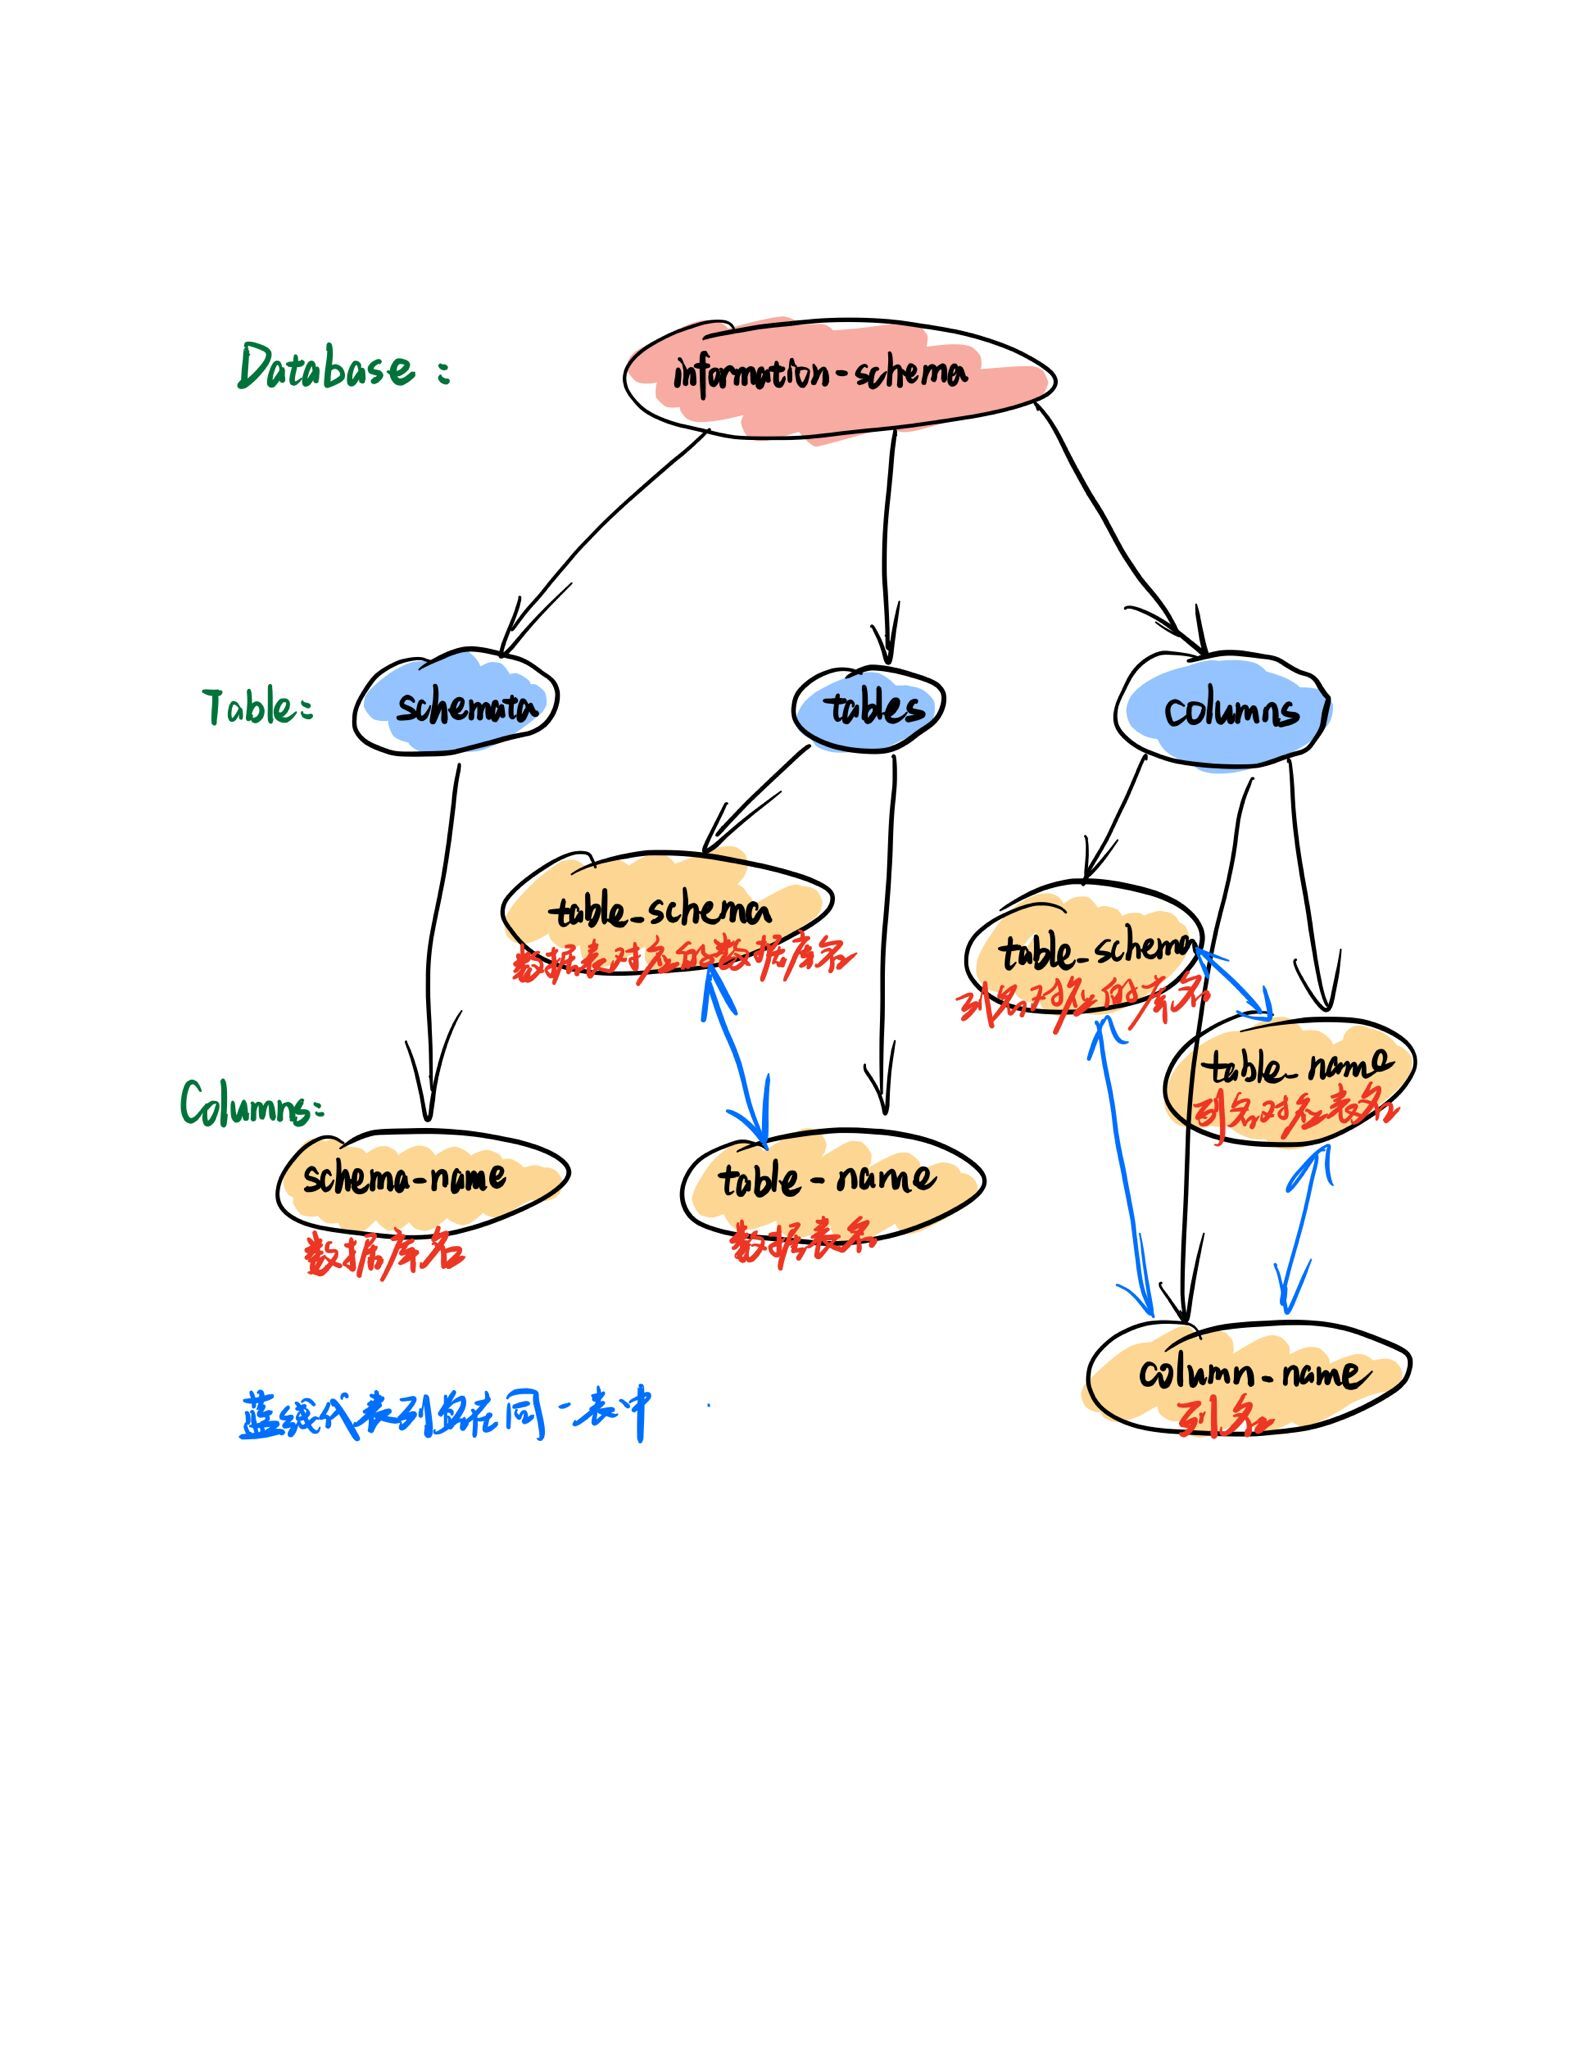 Database:
information-schema
Table:
schemata
tables
columns
table_schema
数据表对应的数据库名
table_schema
列名对应的库名
table_name
列名对应表名
Columns:
schema-name
数据库名
table-name
数据表名
column-name
列名
蓝线代表列名在同一表中